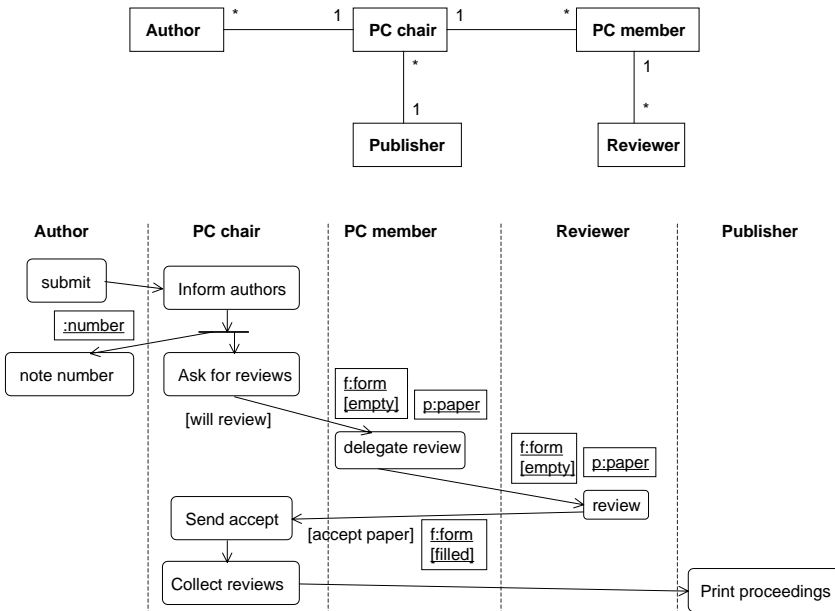 Author
*
1
PC chair
1
*
PC member
*
1
1
*
Publisher
Reviewer
Author
PC chair
PC member
Reviewer
Publisher
submit
Inform authors
:number
note number
Ask for reviews
f:form
[empty]
p:paper
[will review]
delegate review
f:form
[empty]
p:paper
review
Send accept
[accept paper]
f:form
[filled]
Collect reviews
Print proceedings